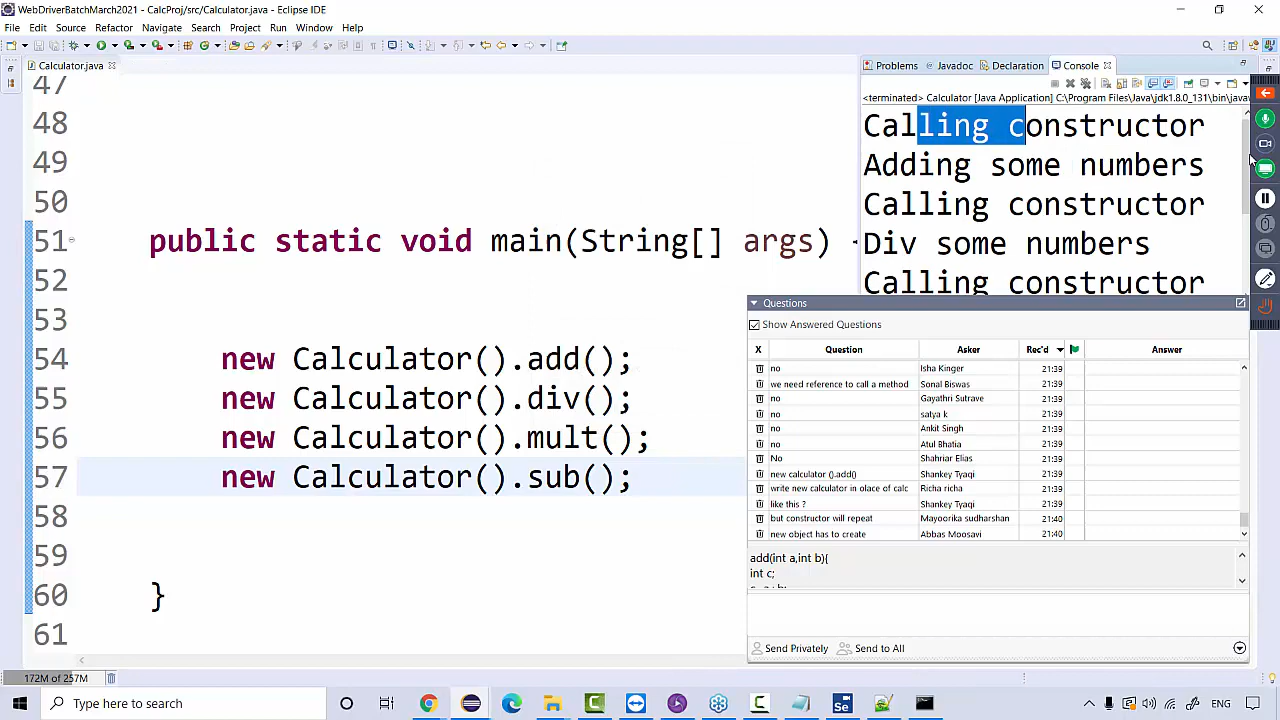 WebDriverBatchMarch2021 - CalcProj/src/Calculator.java - Eclipse IDE
File Edit Source Refactor Navigate Search Project Run Window Help
Calculator.java
47
48
49
50
51 public static void main(String[] args)
52
53
54 new Calculator().add();
55 new Calculator().div();
56 new Calculator().mult();
57 new Calculator().sub();
58
59
60 }
61
172M of 257M
Problems Javadoc Declaration Console
<terminated> Calculator [Java Application] C:\Program Files\Java\jdk1.8.0_131\bin\java
Calling constructor
Adding some numbers
Calling constructor
Div some numbers
Calling constructor
Questions
Show Answered Questions
X Question Asker Rec'd Answer
no Isha Kinger 21:39
we need reference to call a method Sonal Biswas 21:39
no Gayathri Sutrave 21:39
no satya k 21:39
no Ankit Singh 21:39
no Atul Bhatia 21:39
No Shahriar Elias 21:39
new calculator ().add() Shankey Tyaqi 21:39
write new calculator in olace of calc Richa richa 21:39
like this ? Shankey Tyaqi 21:39
but constructor will repeat Mayoorika sudharshan 21:40
new object has to create Abbas Moosavi 21:40
add(int a,int b){
int c;
Send Privately Send to All
Type here to search
Se
ENG